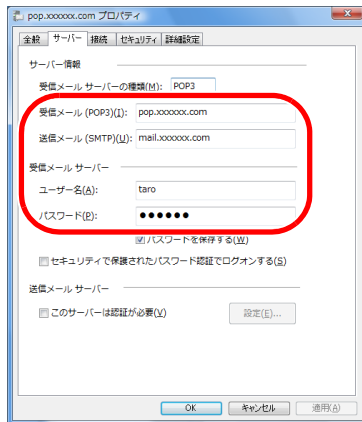 pop.xxxxxx.com プロパティ
全般 サーバー 接続 セキュリティ 詳細設定
サーバー情報
受信メール サーバーの種類(M): POP3
受信メール (POP3)(I): pop.xxxxxx.com
送信メール (SMTP)(U): mail.xxxxxx.com
受信メール サーバー
ユーザー名(A): taro
パスワード(P): ●●●●●●
パスワードを保存する(W)
セキュリティで保護されたパスワード認証でログオンする(S)
送信メール サーバー
このサーバーは認証が必要(V) 設定(E)...
OK キャンセル 適用(A)